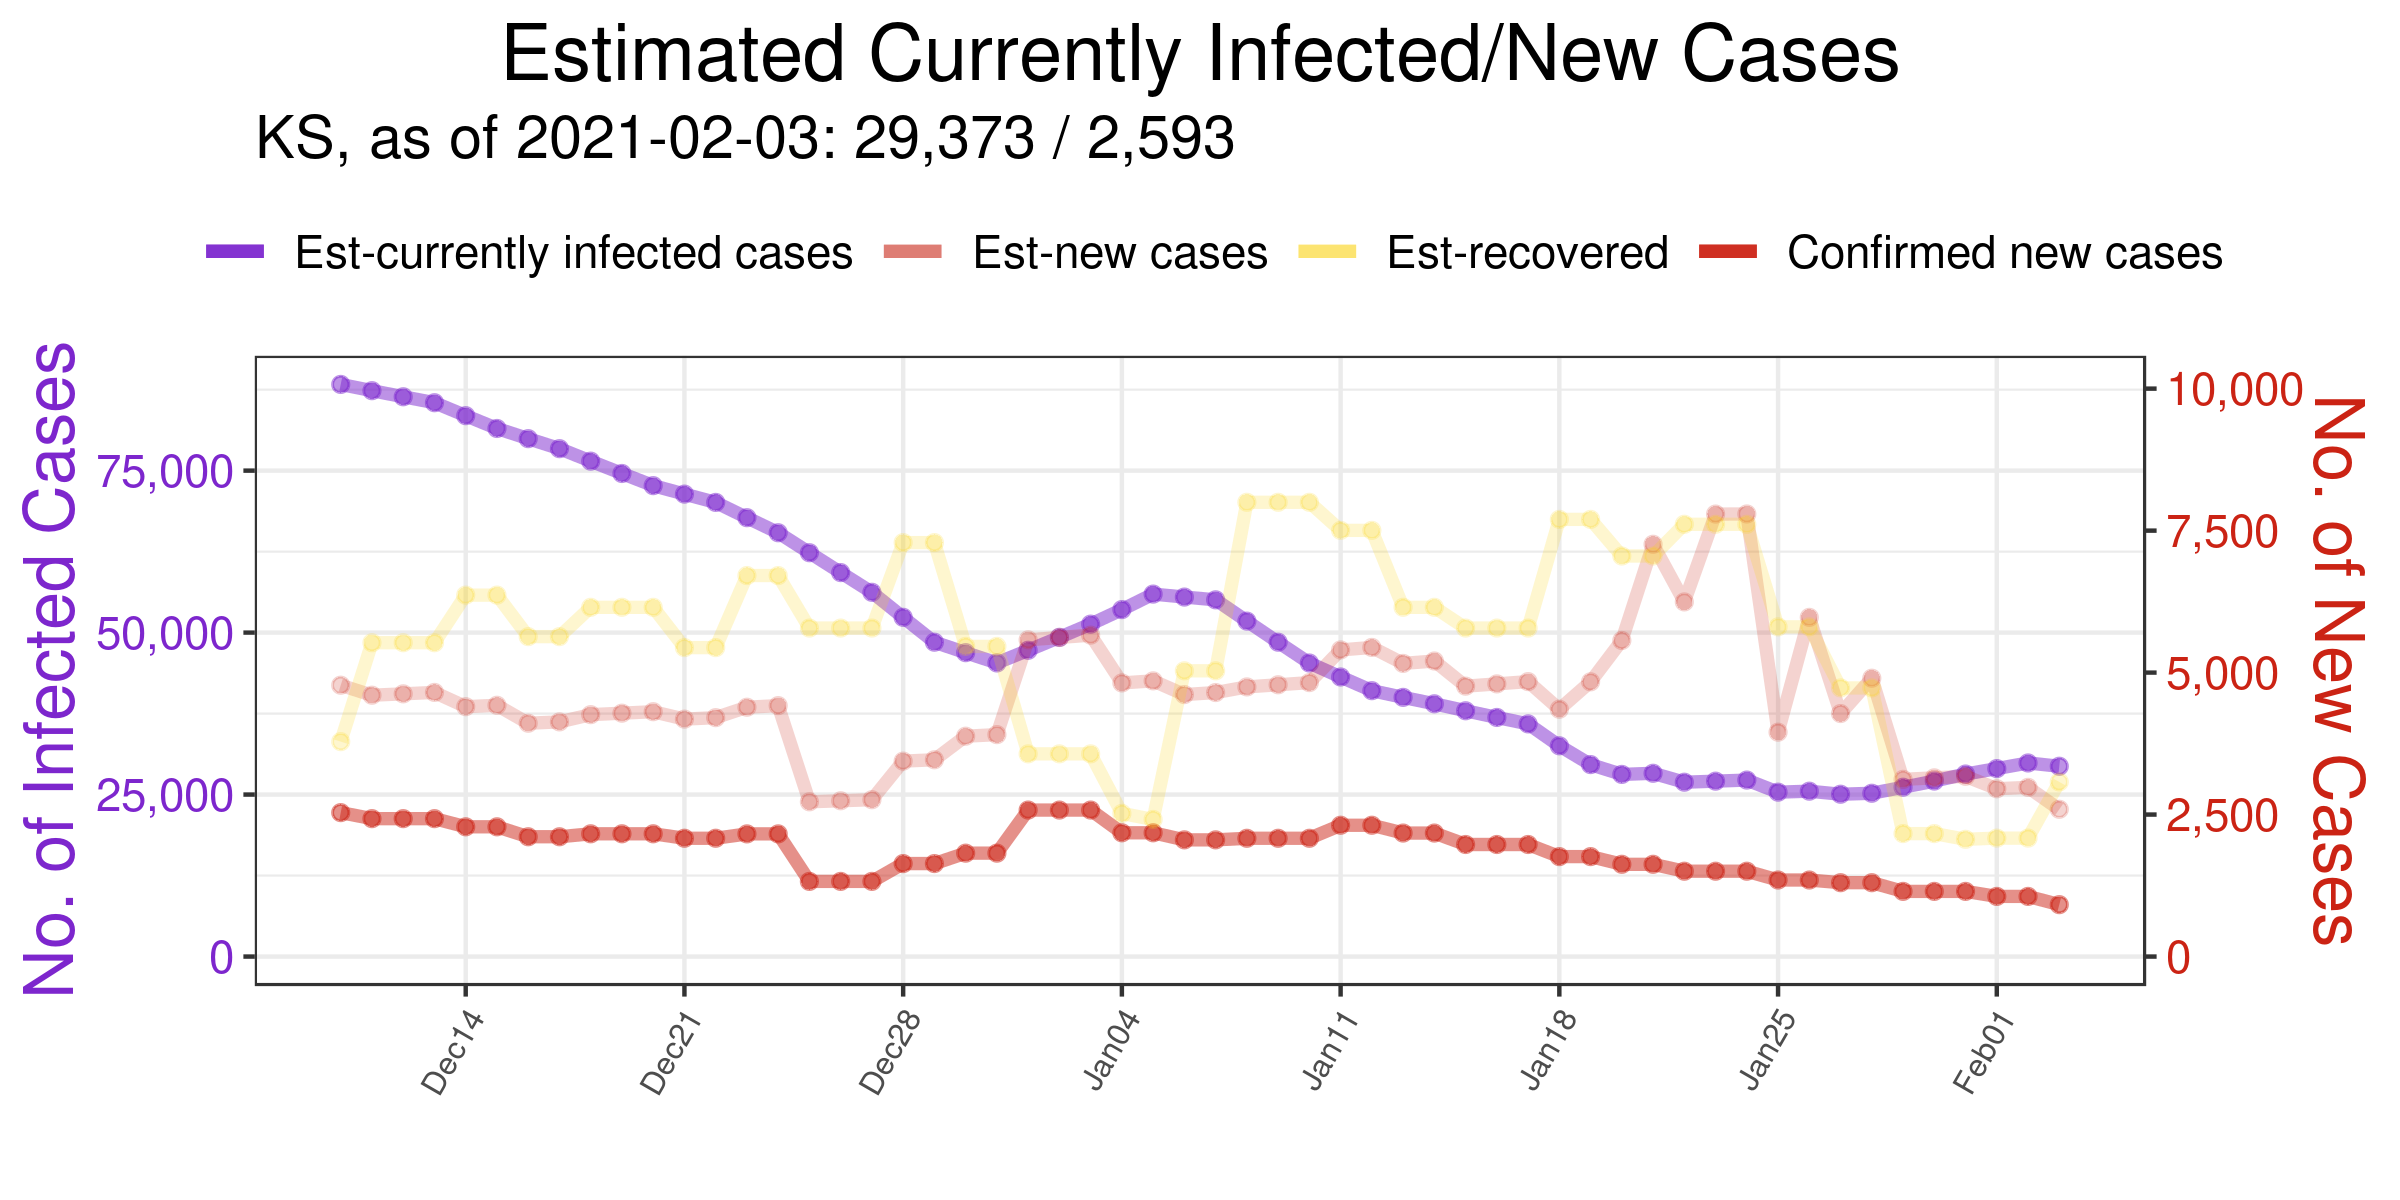 Estimated Currently Infected/New Cases
KS, as of 2021-02-03: 29,373 / 2,593
Est-currently infected cases Est-new cases Est-recovered Confirmed new cases
No. of Infected Cases
75,000
50,000
25,000
0
10,000
7,500
5,000
2,500
0
No. of New Cases
Dec14 Dec21 Dec28 Jan04 Jan11 Jan18 Jan25 Feb01